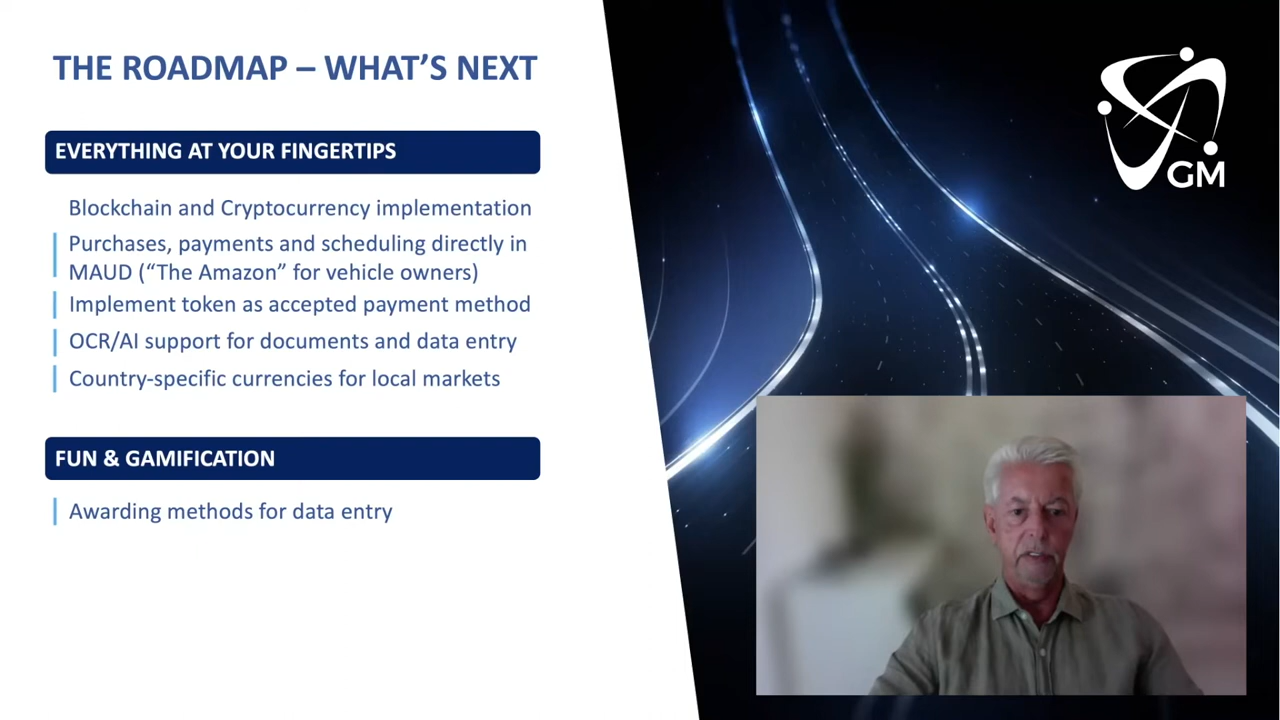 THE ROADMAP – WHAT'S NEXT
EVERYTHING AT YOUR FINGERTIPS
Blockchain and Cryptocurrency implementation
Purchases, payments and scheduling directly in
MAUD (“The Amazon” for vehicle owners)
Implement token as accepted payment method
OCR/AI support for documents and data entry
Country-specific currencies for local markets
FUN & GAMIFICATION
Awarding methods for data entry
GM